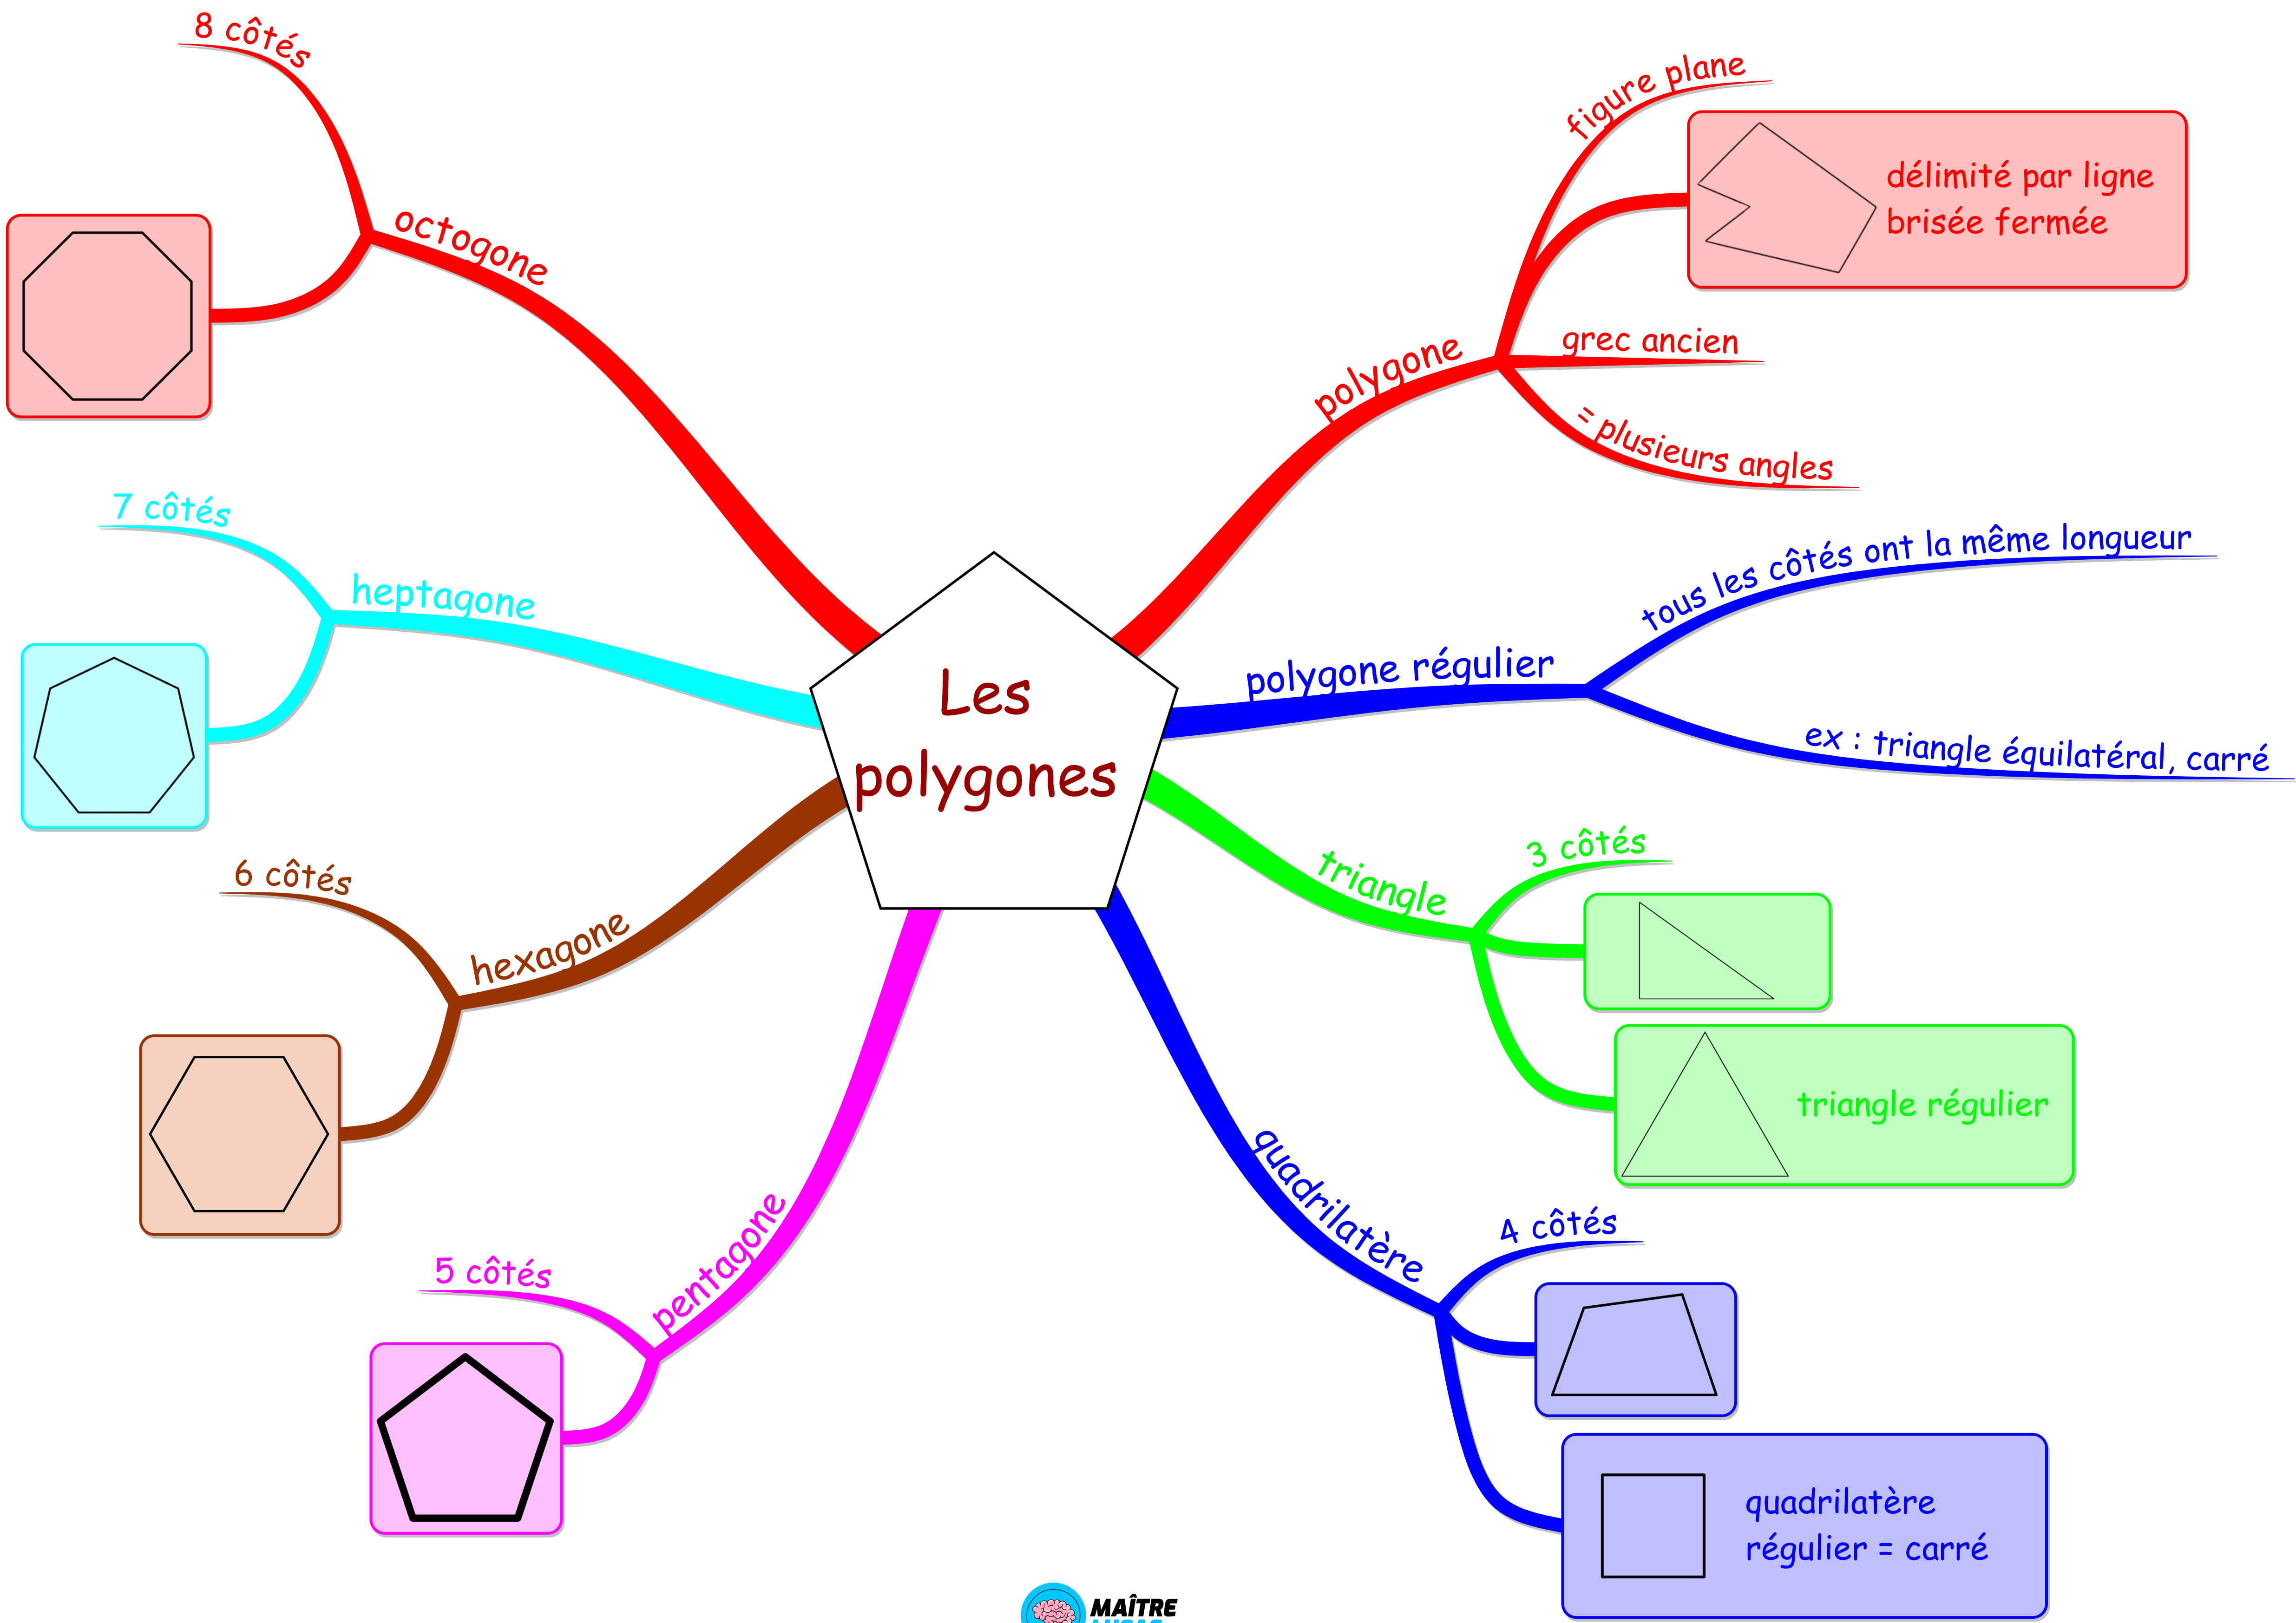 Les
polygones
polygone
figure plane
délimité par ligne
brisée fermée
grec ancien
= plusieurs angles
polygone régulier
tous les côtés ont la même longueur
ex : triangle équilatéral, carré
triangle
3 côtés
triangle régulier
quadrilatère
4 côtés
quadrilatère
régulier = carré
pentagone
5 côtés
hexagone
6 côtés
heptagone
7 côtés
octogone
8 côtés
MAÎTRE
LUCAS